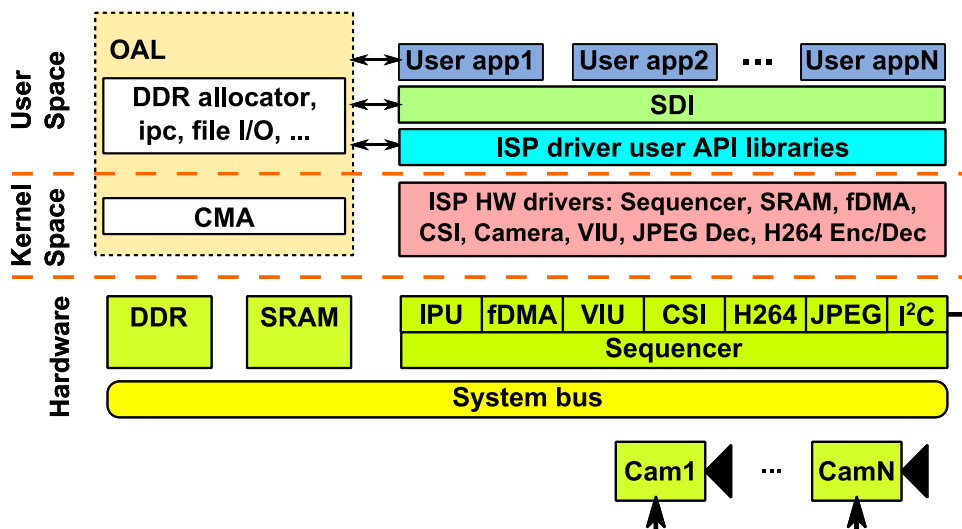 User Space
OAL
DDR allocator,
ipc, file I/O, ...
User app1
User app2
...
User appN
SDI
ISP driver user API libraries
Kernel Space
CMA
ISP HW drivers: Sequencer, SRAM, fDMA,
CSI, Camera, VIU, JPEG Dec, H264 Enc/Dec
Hardware
DDR
SRAM
IPU
fDMA
VIU
CSI
H264
JPEG
I²C
Sequencer
System bus
Cam1
...
CamN